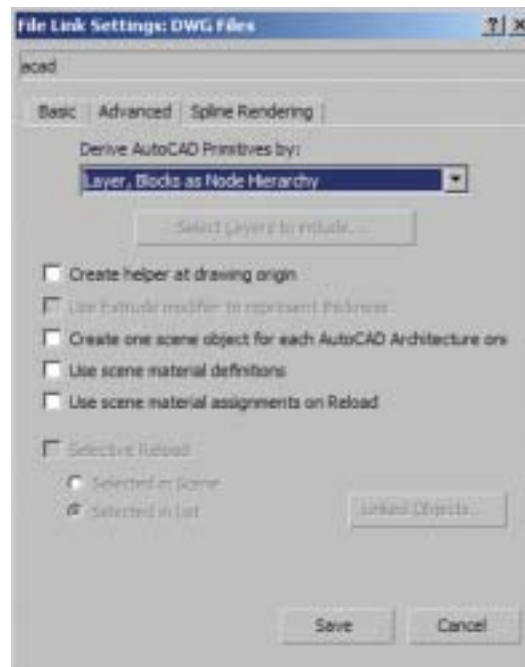 File Link Settings: DWG Files
acad
Basic Advanced Spline Rendering
Derive AutoCAD Primitives by:
Layer, Blocks as Node Hierarchy
Select Layers to include...
Create helper at drawing origin
Use Extrude modifier to represent thickness
Create one scene object for each AutoCAD Architecture one
Use scene material definitions
Use scene material assignments on Reload
Selective Reload
Selected in Scene
Selected in List
Linked Objects...
Save Cancel